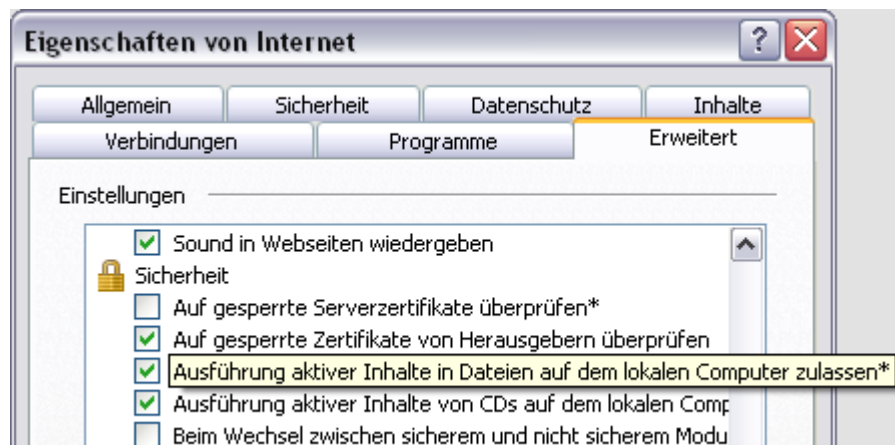 Eigenschaften von Internet
Allgemein Sicherheit Datenschutz Inhalte
Verbindungen Programme Erweitert
Einstellungen
Sound in Webseiten wiedergeben
Sicherheit
Auf gesperrte Serverzertifikate überprüfen*
Auf gesperrte Zertifikate von Herausgebern überprüfen
Ausführung aktiver Inhalte in Dateien auf dem lokalen Computer zulassen*
Ausführung aktiver Inhalte von CDs auf dem lokalen Comp
Beim Wechsel zwischen sicherem und nicht sicherem Modu